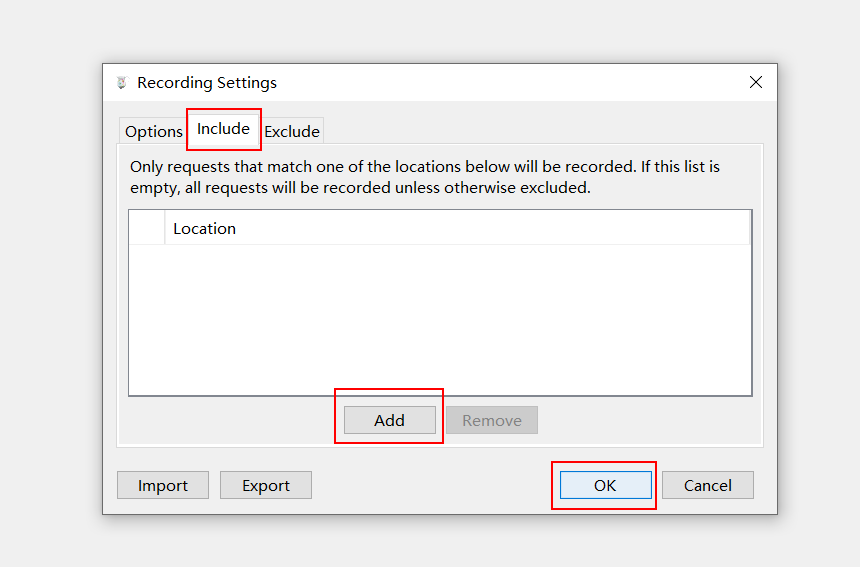 Recording Settings
Options Include Exclude
Only requests that match one of the locations below will be recorded. If this list is
empty, all requests will be recorded unless otherwise excluded.
Location
Add Remove
Import Export OK Cancel